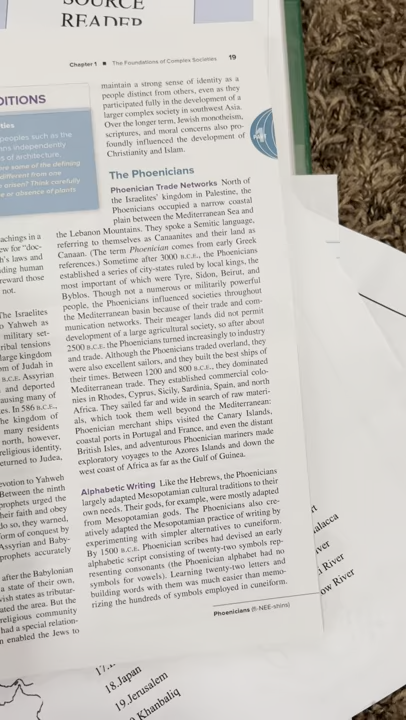 SOURCE
READER
Chapter 1 ■ The Foundations of Complex Societies 19
DITIONS
peoples such as the
independently
of architecture.
some of the defining
different from one
arisen? Think carefully
or absence of plants
achings in a
ew for "doc-
's laws and
ding human
reward those
not.
The Israelites
Yahweh as
military set-
ribal tensions
large kingdom
m of Judah in
B.C.E. Assyrian
and deported
ausing many of
es. In 586 B.C.E.,
he kingdom of
many residents
north, however,
religious identity,
eturned to Judea,
evotion to Yahweh
Between the ninth
prophets urged the
heir faith and obey
do so, they warned,
form of conquest by
Assyrian and Baby-
prophets accurately
after the Babylonian
a state of their own,
wish states as tributar-
ated the area. But the
religious community
had a special relation-
n enabled the Jews to
maintain a strong sense of identity as a
people distinct from others, even as they
participated fully in the development of a
larger complex society in southwest Asia.
Over the longer term, Jewish monotheism,
scriptures, and moral concerns also pro-
foundly influenced the development of
Christianity and Islam.
The Phoenicians
Phoenician Trade Networks North of
the Israelites' kingdom in Palestine, the
Phoenicians occupied a narrow coastal
plain between the Mediterranean Sea and
the Lebanon Mountains. They spoke a Semitic language,
referring to themselves as Canaanites and their land as
Canaan. (The term Phoenician comes from early Greek
references.) Sometime after 3000 B.C.E., the Phoenicians
established a series of city-states ruled by local kings, the
most important of which were Tyre, Sidon, Beirut, and
Byblos. Though not a numerous or militarily powerful
people, the Phoenicians influenced societies throughout
the Mediterranean basin because of their trade and com-
munication networks. Their meager lands did not permit
development of a large agricultural society, so after about
2500 B.C.E. the Phoenicians turned increasingly to industry
and trade. Although the Phoenicians traded overland, they
were also excellent sailors, and they built the best ships of
their times. Between 1200 and 800 B.C.E., they dominated
Mediterranean trade. They established commercial colo-
nies in Rhodes, Cyprus, Sicily, Sardinia, Spain, and north
Africa. They sailed far and wide in search of raw materi-
als, which took them well beyond the Mediterranean:
Phoenician merchant ships visited the Canary Islands,
coastal ports in Portugal and France, and even the distant
British Isles, and adventurous Phoenician mariners made
exploratory voyages to the Azores Islands and down the
west coast of Africa as far as the Gulf of Guinea.
Alphabetic Writing Like the Hebrews, the Phoenicians
largely adapted Mesopotamian cultural traditions to their
own needs. Their gods, for example, were mostly adapted
from Mesopotamian gods. The Phoenicians also cre-
atively adapted the Mesopotamian practice of writing by
experimenting with simpler alternatives to cuneiform.
By 1500 B.C.E. Phoenician scribes had devised an early
alphabetic script consisting of twenty-two symbols rep-
resenting consonants (the Phoenician alphabet had no
symbols for vowels). Learning twenty-two letters and
building words with them was much easier than memo-
rizing the hundreds of symbols employed in cuneiform.
Phoenicians (fi-NEE-shins)
alacca
River
ow River
18.Japan
19.Jerusalem
Khanbaliq